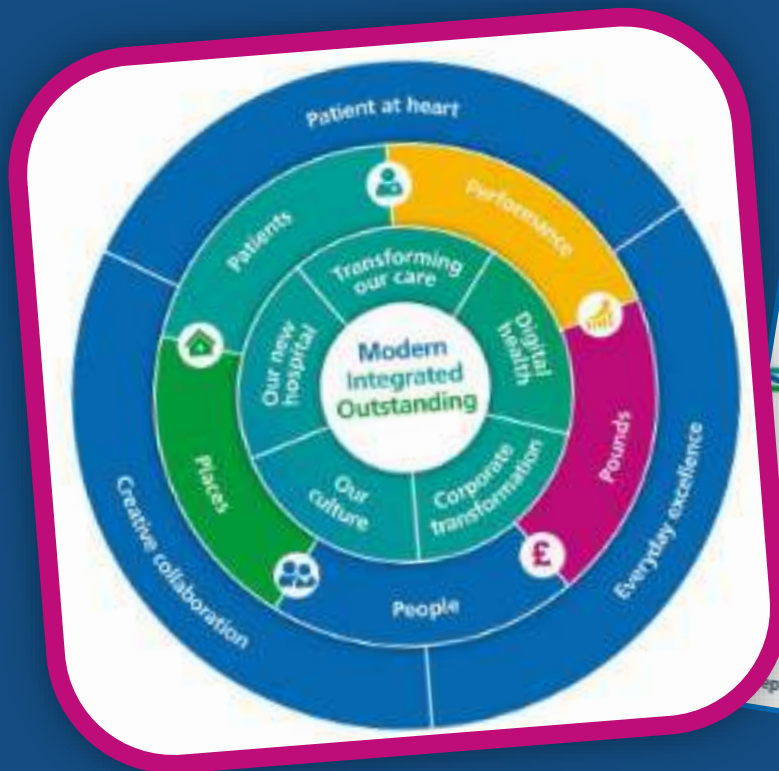 Patient at heart
Patients
Performance
Transforming
our care
Our new
hospital
Digital
health
Modern
Integrated
Outstanding
Places
Our
culture
Corporate
transformation
Pounds
£
People
Creative collaboration
Everyday excellence